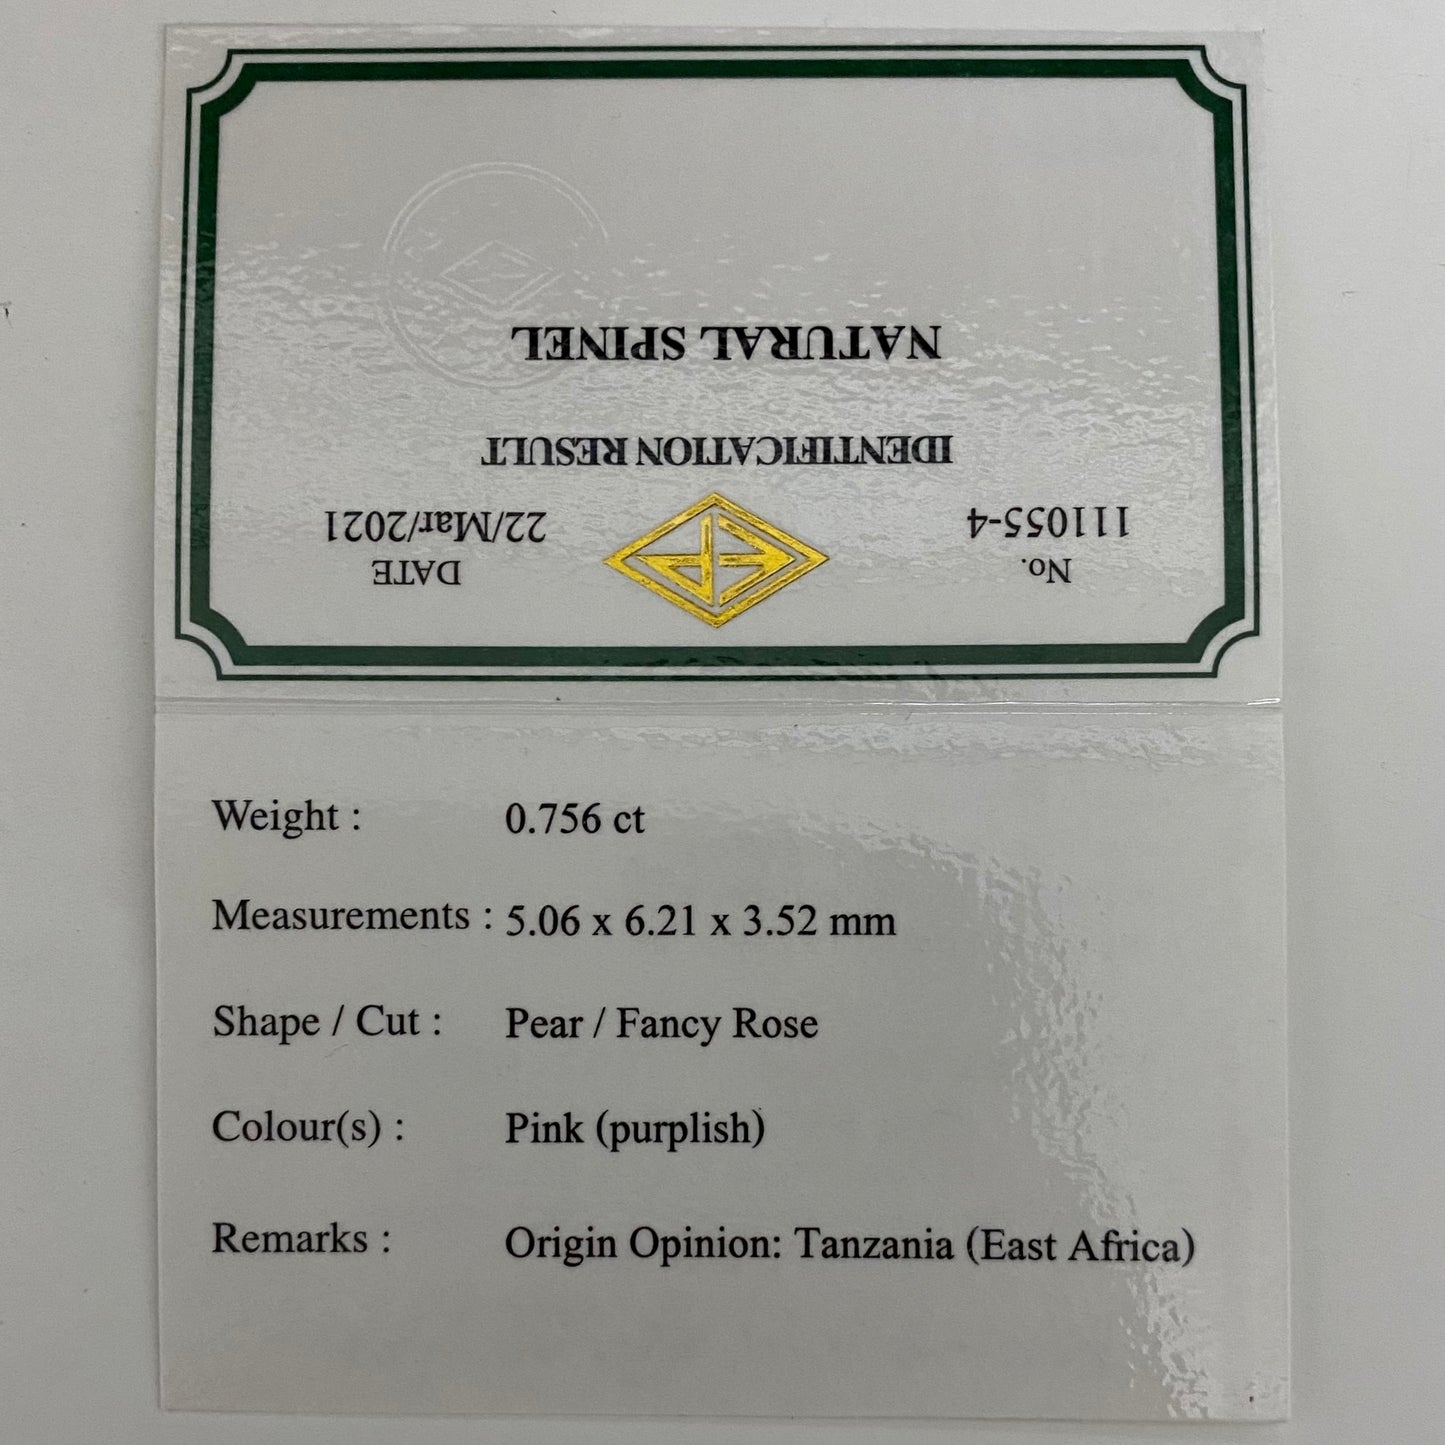 No.
111055-4
DATE
22/Mar/2021
IDENTIFICATION RESULT
NATURAL SPINEL
Weight : 0.756 ct
Measurements : 5.06 x 6.21 x 3.52 mm
Shape / Cut : Pear / Fancy Rose
Colour(s) : Pink (purplish)
Remarks : Origin Opinion: Tanzania (East Africa)